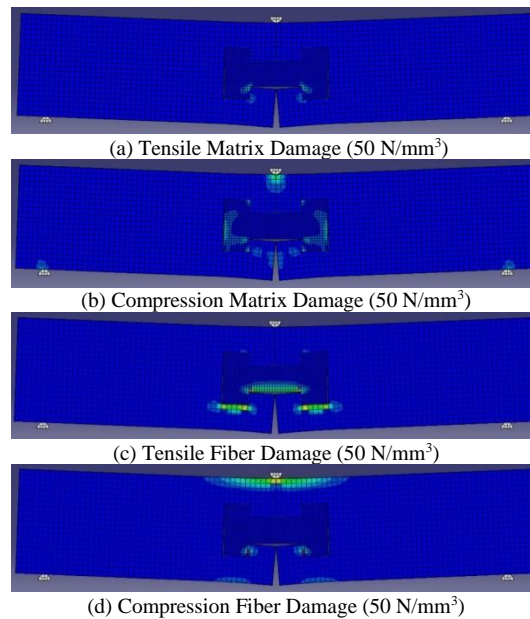 (a) Tensile Matrix Damage (50 N/mm³)
(b) Compression Matrix Damage (50 N/mm³)
(c) Tensile Fiber Damage (50 N/mm³)
(d) Compression Fiber Damage (50 N/mm³)